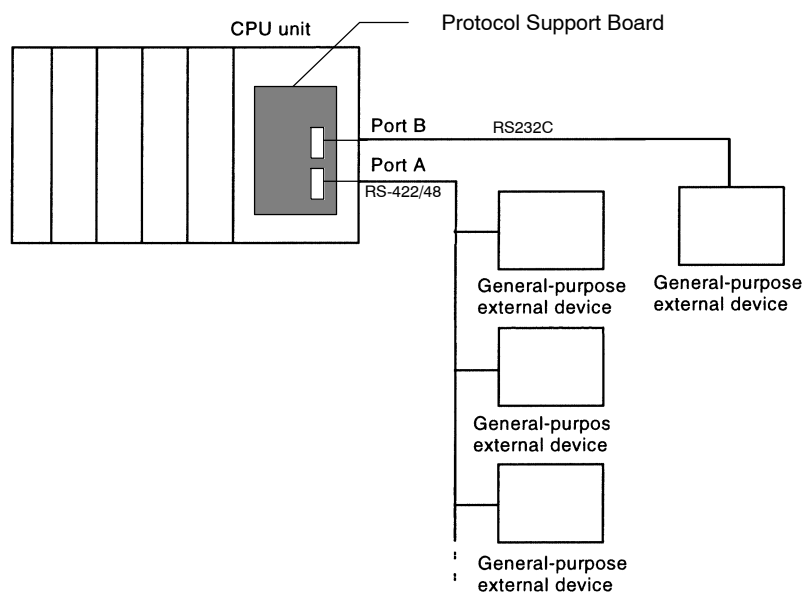 CPU unit
Protocol Support Board
Port B
RS232C
Port A
RS-422/48
General-purpose
external device
General-purpose
external device
General-purpos
external device
General-purpose
external device